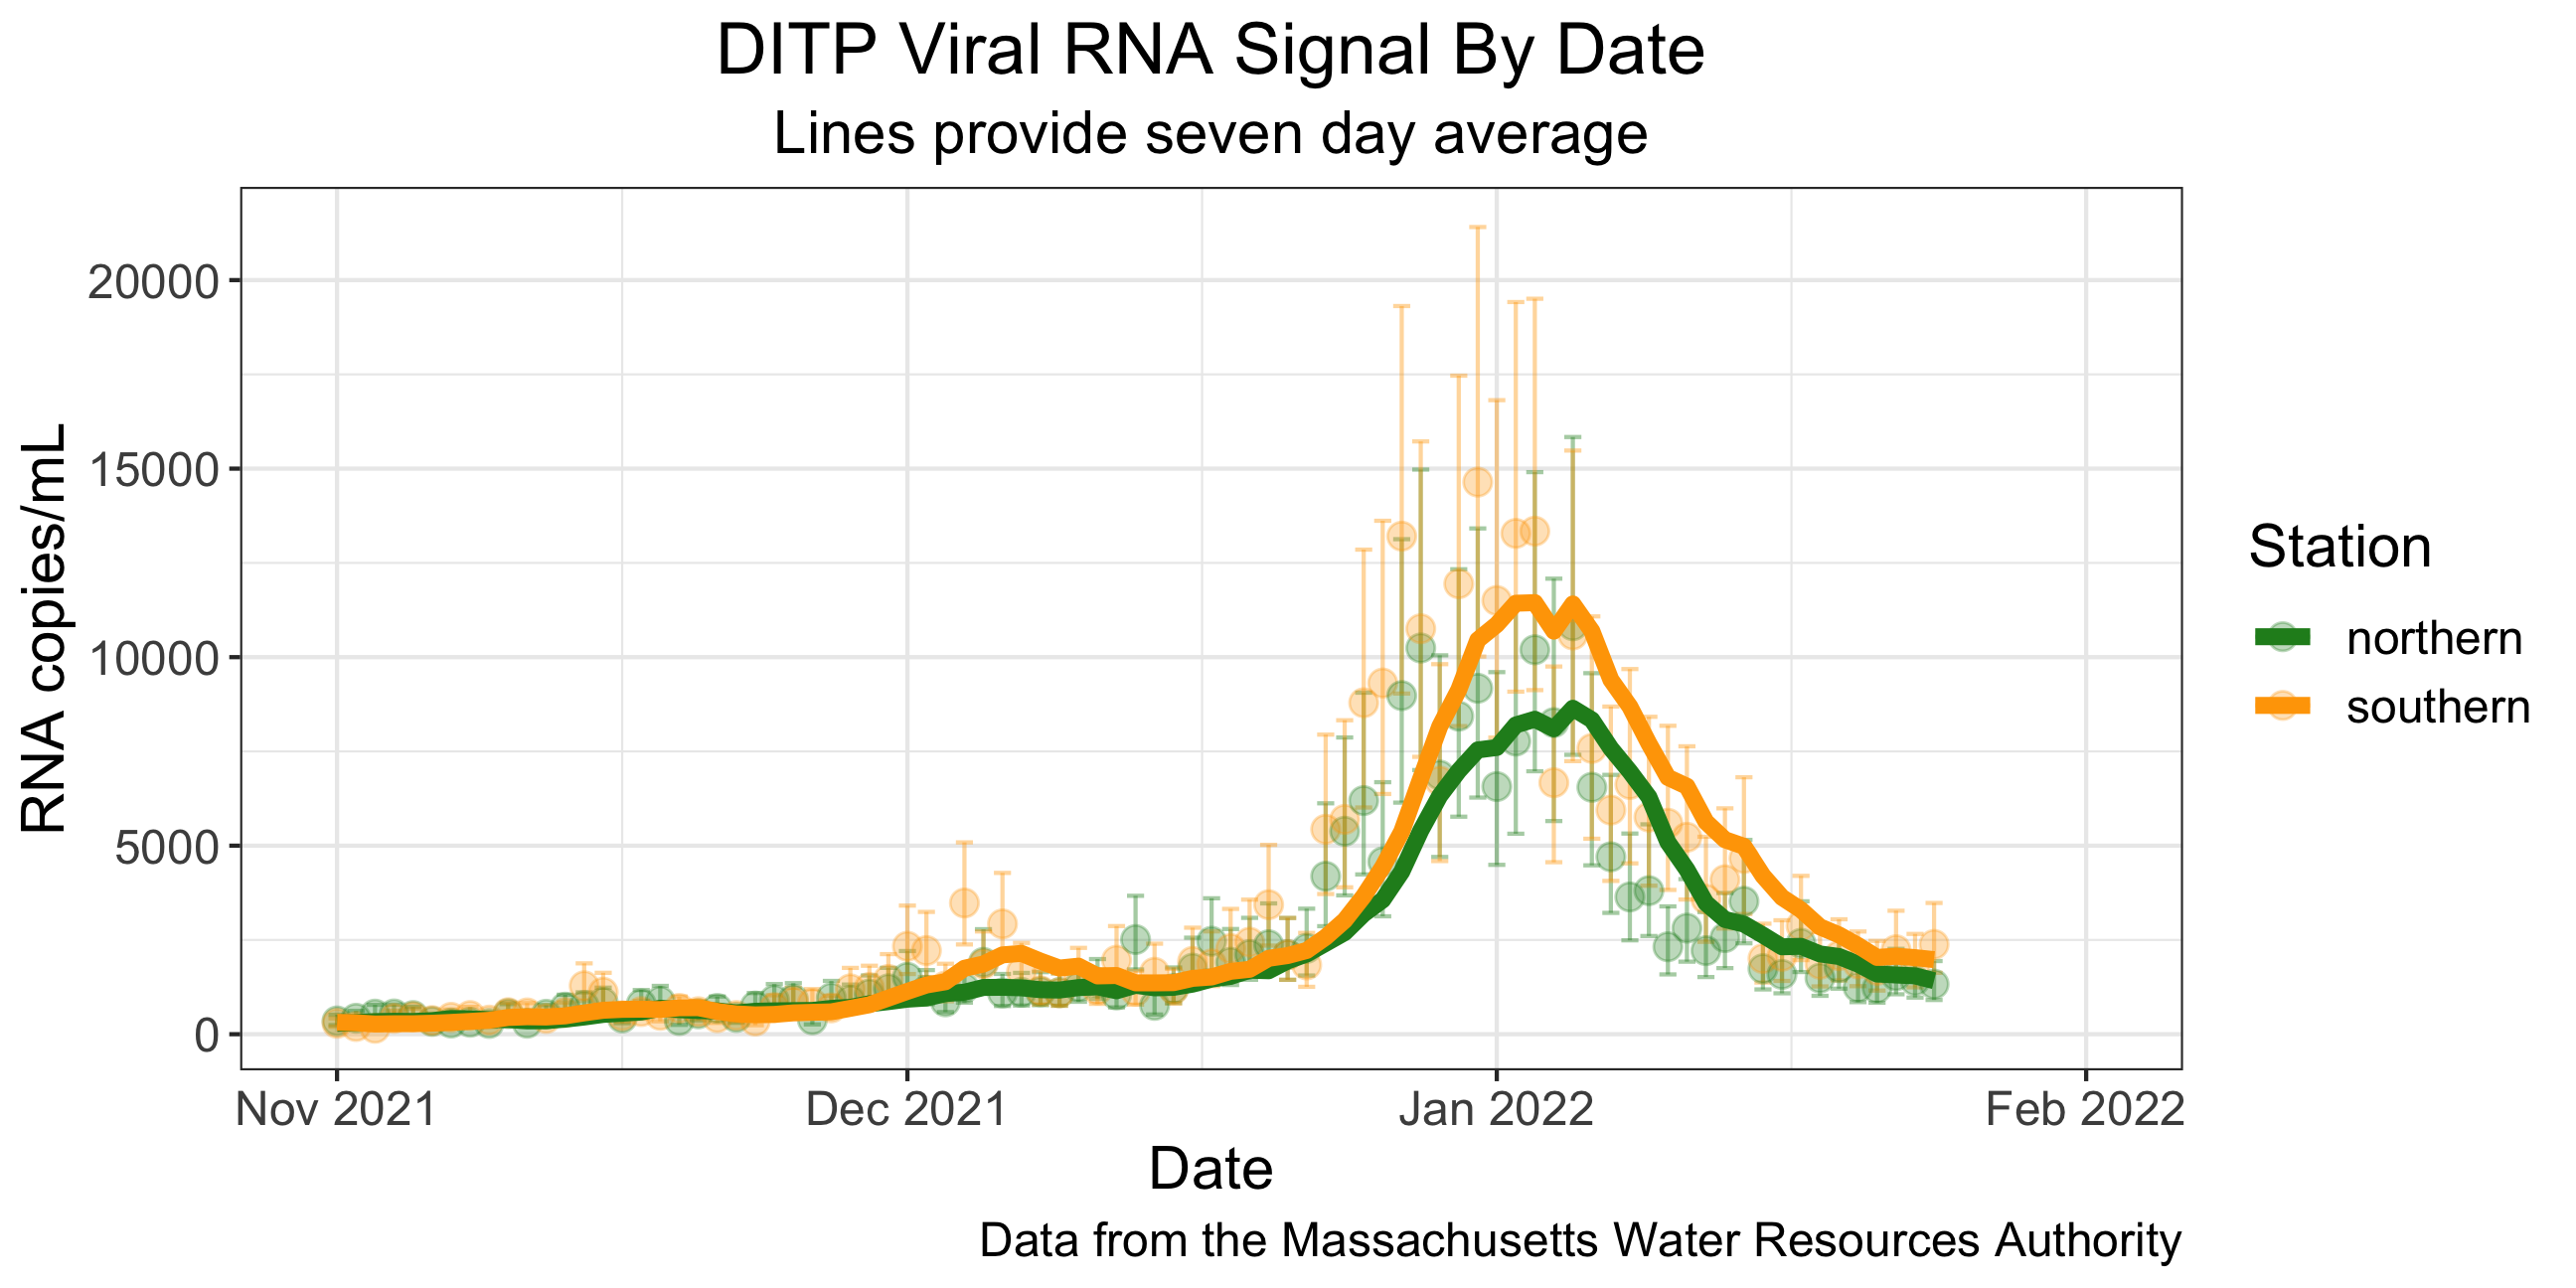 DITP Viral RNA Signal By Date
Lines provide seven day average
RNA copies/mL
20000
15000
10000
5000
0
Nov 2021
Dec 2021
Jan 2022
Feb 2022
Date
Station
northern
southern
Data from the Massachusetts Water Resources Authority